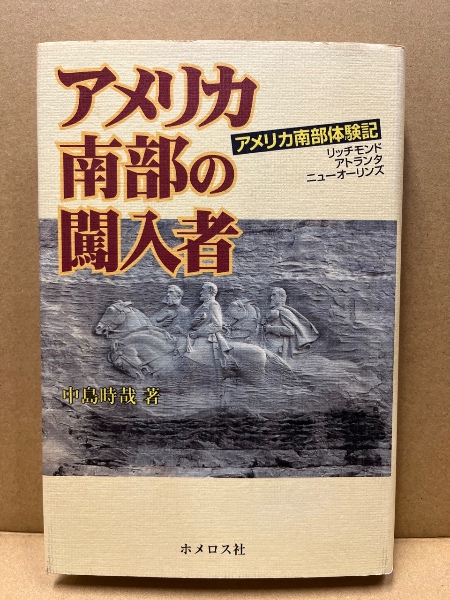 アメリカ
南部の
闖入者
アメリカ南部体験記
リッチモンド
アトランタ
ニューオーリンズ
中島時哉 著
ホメロス社